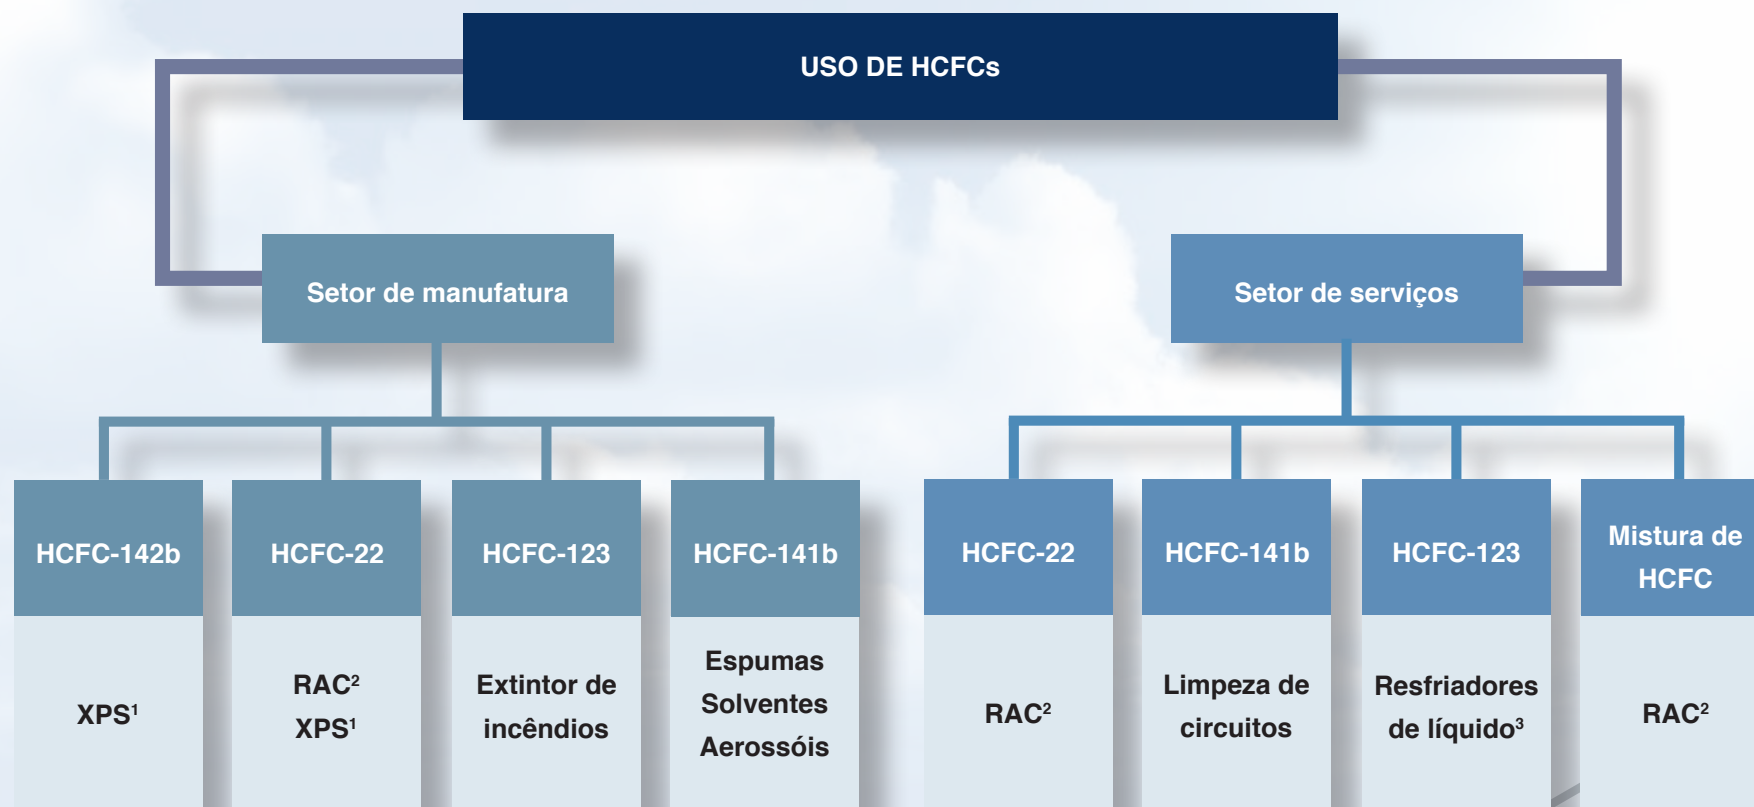 USO DE HCFCs
Setor de manufatura
Setor de serviços
HCFC-142b
XPS¹
HCFC-22
RAC²
XPS¹
HCFC-123
Extintor de
incêndios
HCFC-141b
Espumas
Solventes
Aerossóis
HCFC-22
RAC²
HCFC-141b
Limpeza de
circuitos
HCFC-123
Resfriadores
de líquido³
Mistura de
HCFC
RAC²